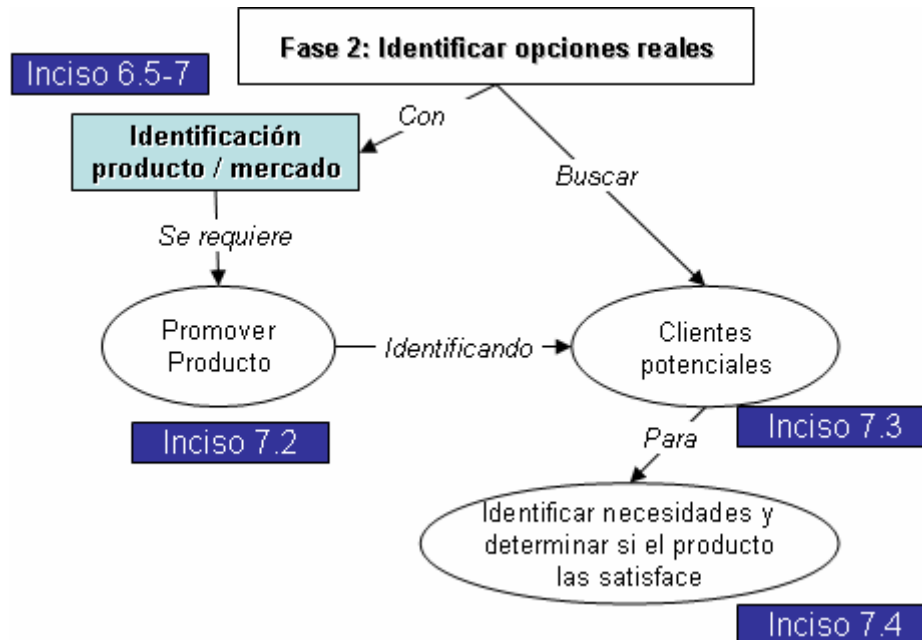 Fase 2: Identificar opciones reales
Inciso 6.5-7
Con
Identificación
producto / mercado
Buscar
Se requiere
Promover
Producto
Identificando
Clientes
potenciales
Inciso 7.2
Inciso 7.3
Para
Identificar necesidades y
determinar si el producto
las satisface
Inciso 7.4